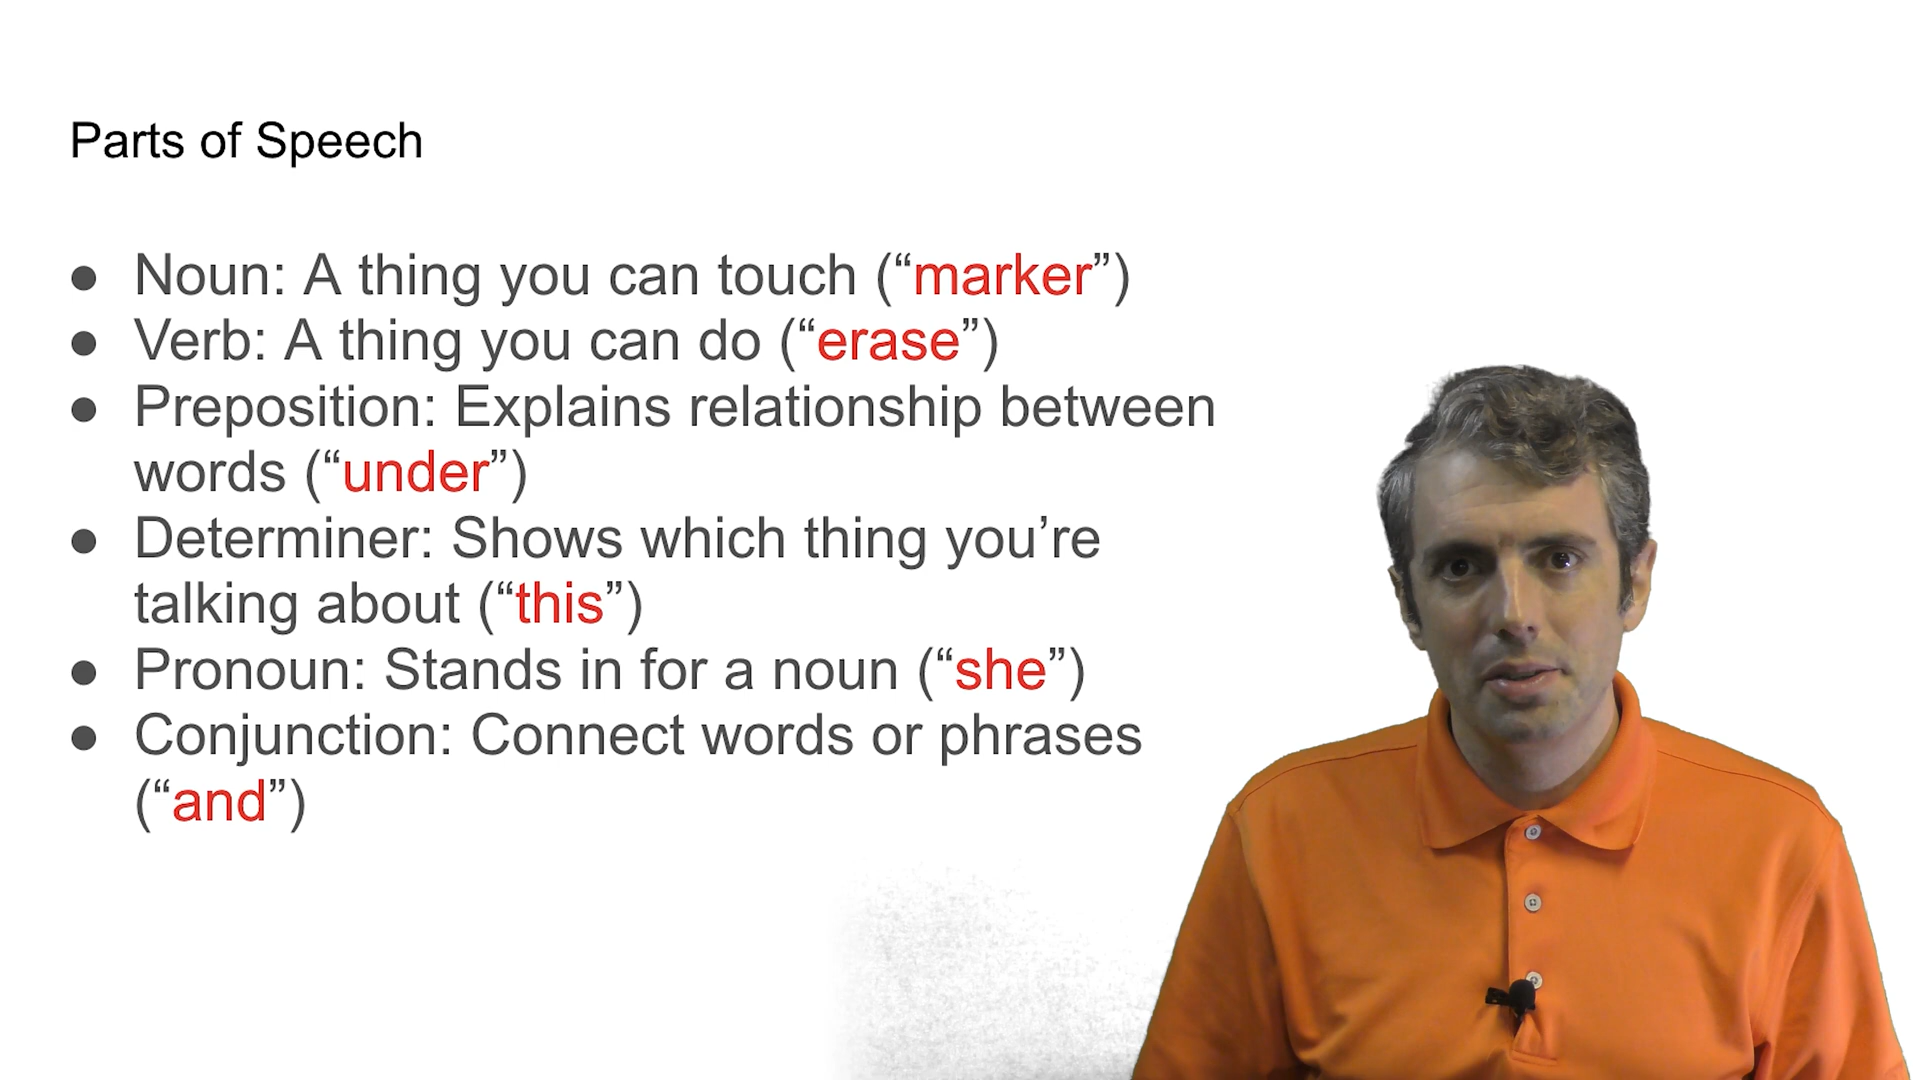 Parts of Speech
● Noun: A thing you can touch (“marker”)
● Verb: A thing you can do (“erase”)
● Preposition: Explains relationship between
words (“under”)
● Determiner: Shows which thing you’re
talking about (“this”)
● Pronoun: Stands in for a noun (“she”)
● Conjunction: Connect words or phrases
(“and”)